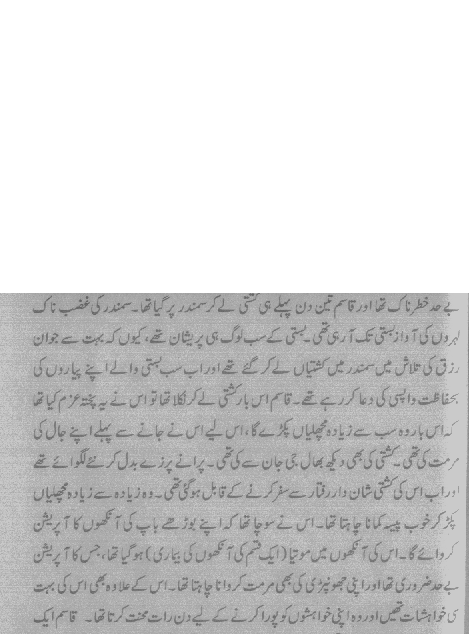 بے حد خطرناک تھا اور قاسم تین دن پہلے ہی کشتی لے کر سمندر پر گیا تھا۔ سمندر کی غضب ناک
لہروں کی آواز بستی تک آ رہی تھی۔ بستی کے سب لوگ ہی پریشان تھے، کیوں کہ بہت سے جوان
رزق کی تلاش میں سمندر میں کشتیاں لے کر گئے تھے اور اب سب بستی والے اپنے پیاروں کی
بحفاظت واپسی کی دعا کر رہے تھے۔ قاسم اس بار کشتی لے کر نکلا تھا تو اس نے یہ پختہ عزم کیا تھا
کہ اس بار وہ سب سے زیادہ مچھلیاں پکڑے گا، اس لیے اس نے جانے سے پہلے اپنے جال کی
مرمت کی تھی۔ کشتی کی بھی دیکھ بھال جی جان سے کی تھی۔ پرانے پرزے بدل کر نئے لگوائے تھے
اور اب اس کی کشتی شان دار رفتار سے سفر کرنے کے قابل ہو گئی تھی۔ وہ زیادہ سے زیادہ مچھلیاں
پکڑ کر خوب پیسہ کمانا چاہتا تھا۔ اس نے سوچا تھا کہ اپنے بوڑھے باپ کی آنکھوں کا آپریشن
کروائے گا۔ اس کی آنکھوں میں موتیا (ایک قسم کی آنکھوں کی بیماری) ہو گیا تھا، جس کا آپریشن
بے حد ضروری تھا اور اپنی جھونپڑی کی بھی مرمت کروانا چاہتا تھا۔ اس کے علاوہ بھی اس کی بہت
ی خواہشات تھیں اور وہ اپنی خواہشوں کو پورا کرنے کے لیے دن رات محنت کرتا تھا۔ قاسم ایک